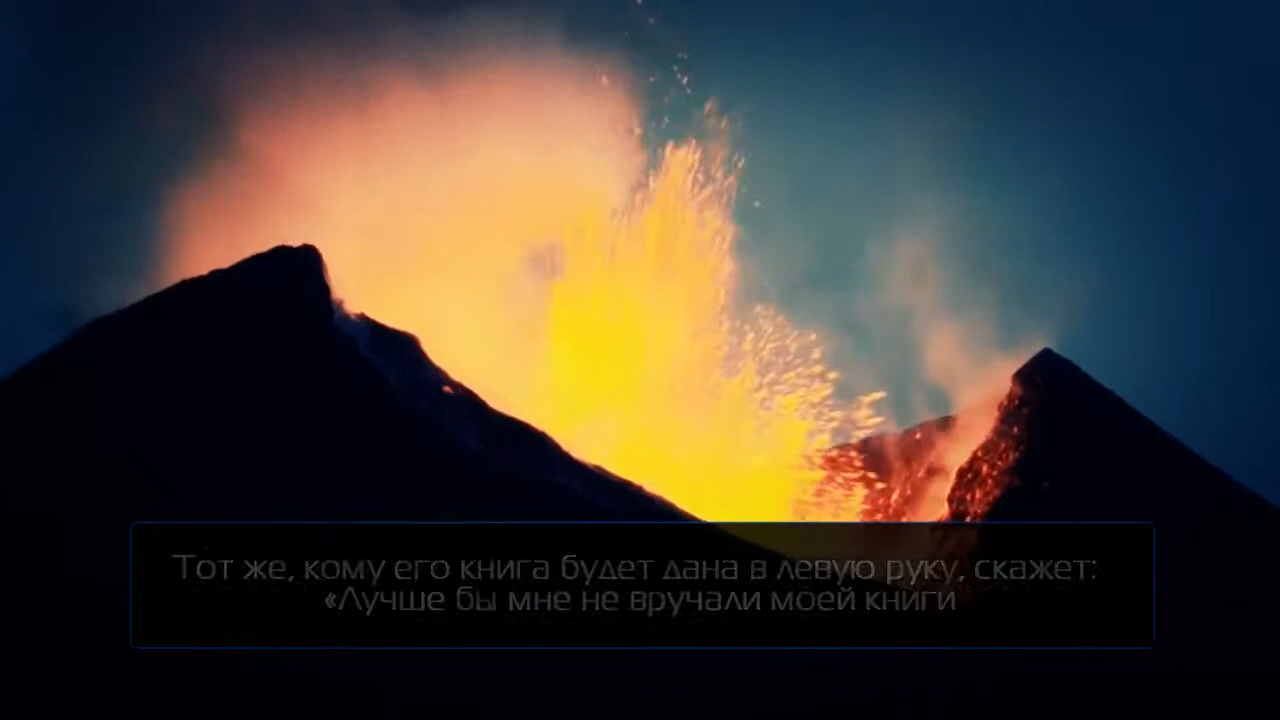 Тот же, кому его книга будет дана в левую руку, скажет:
«Лучше бы мне не вручали моей книги